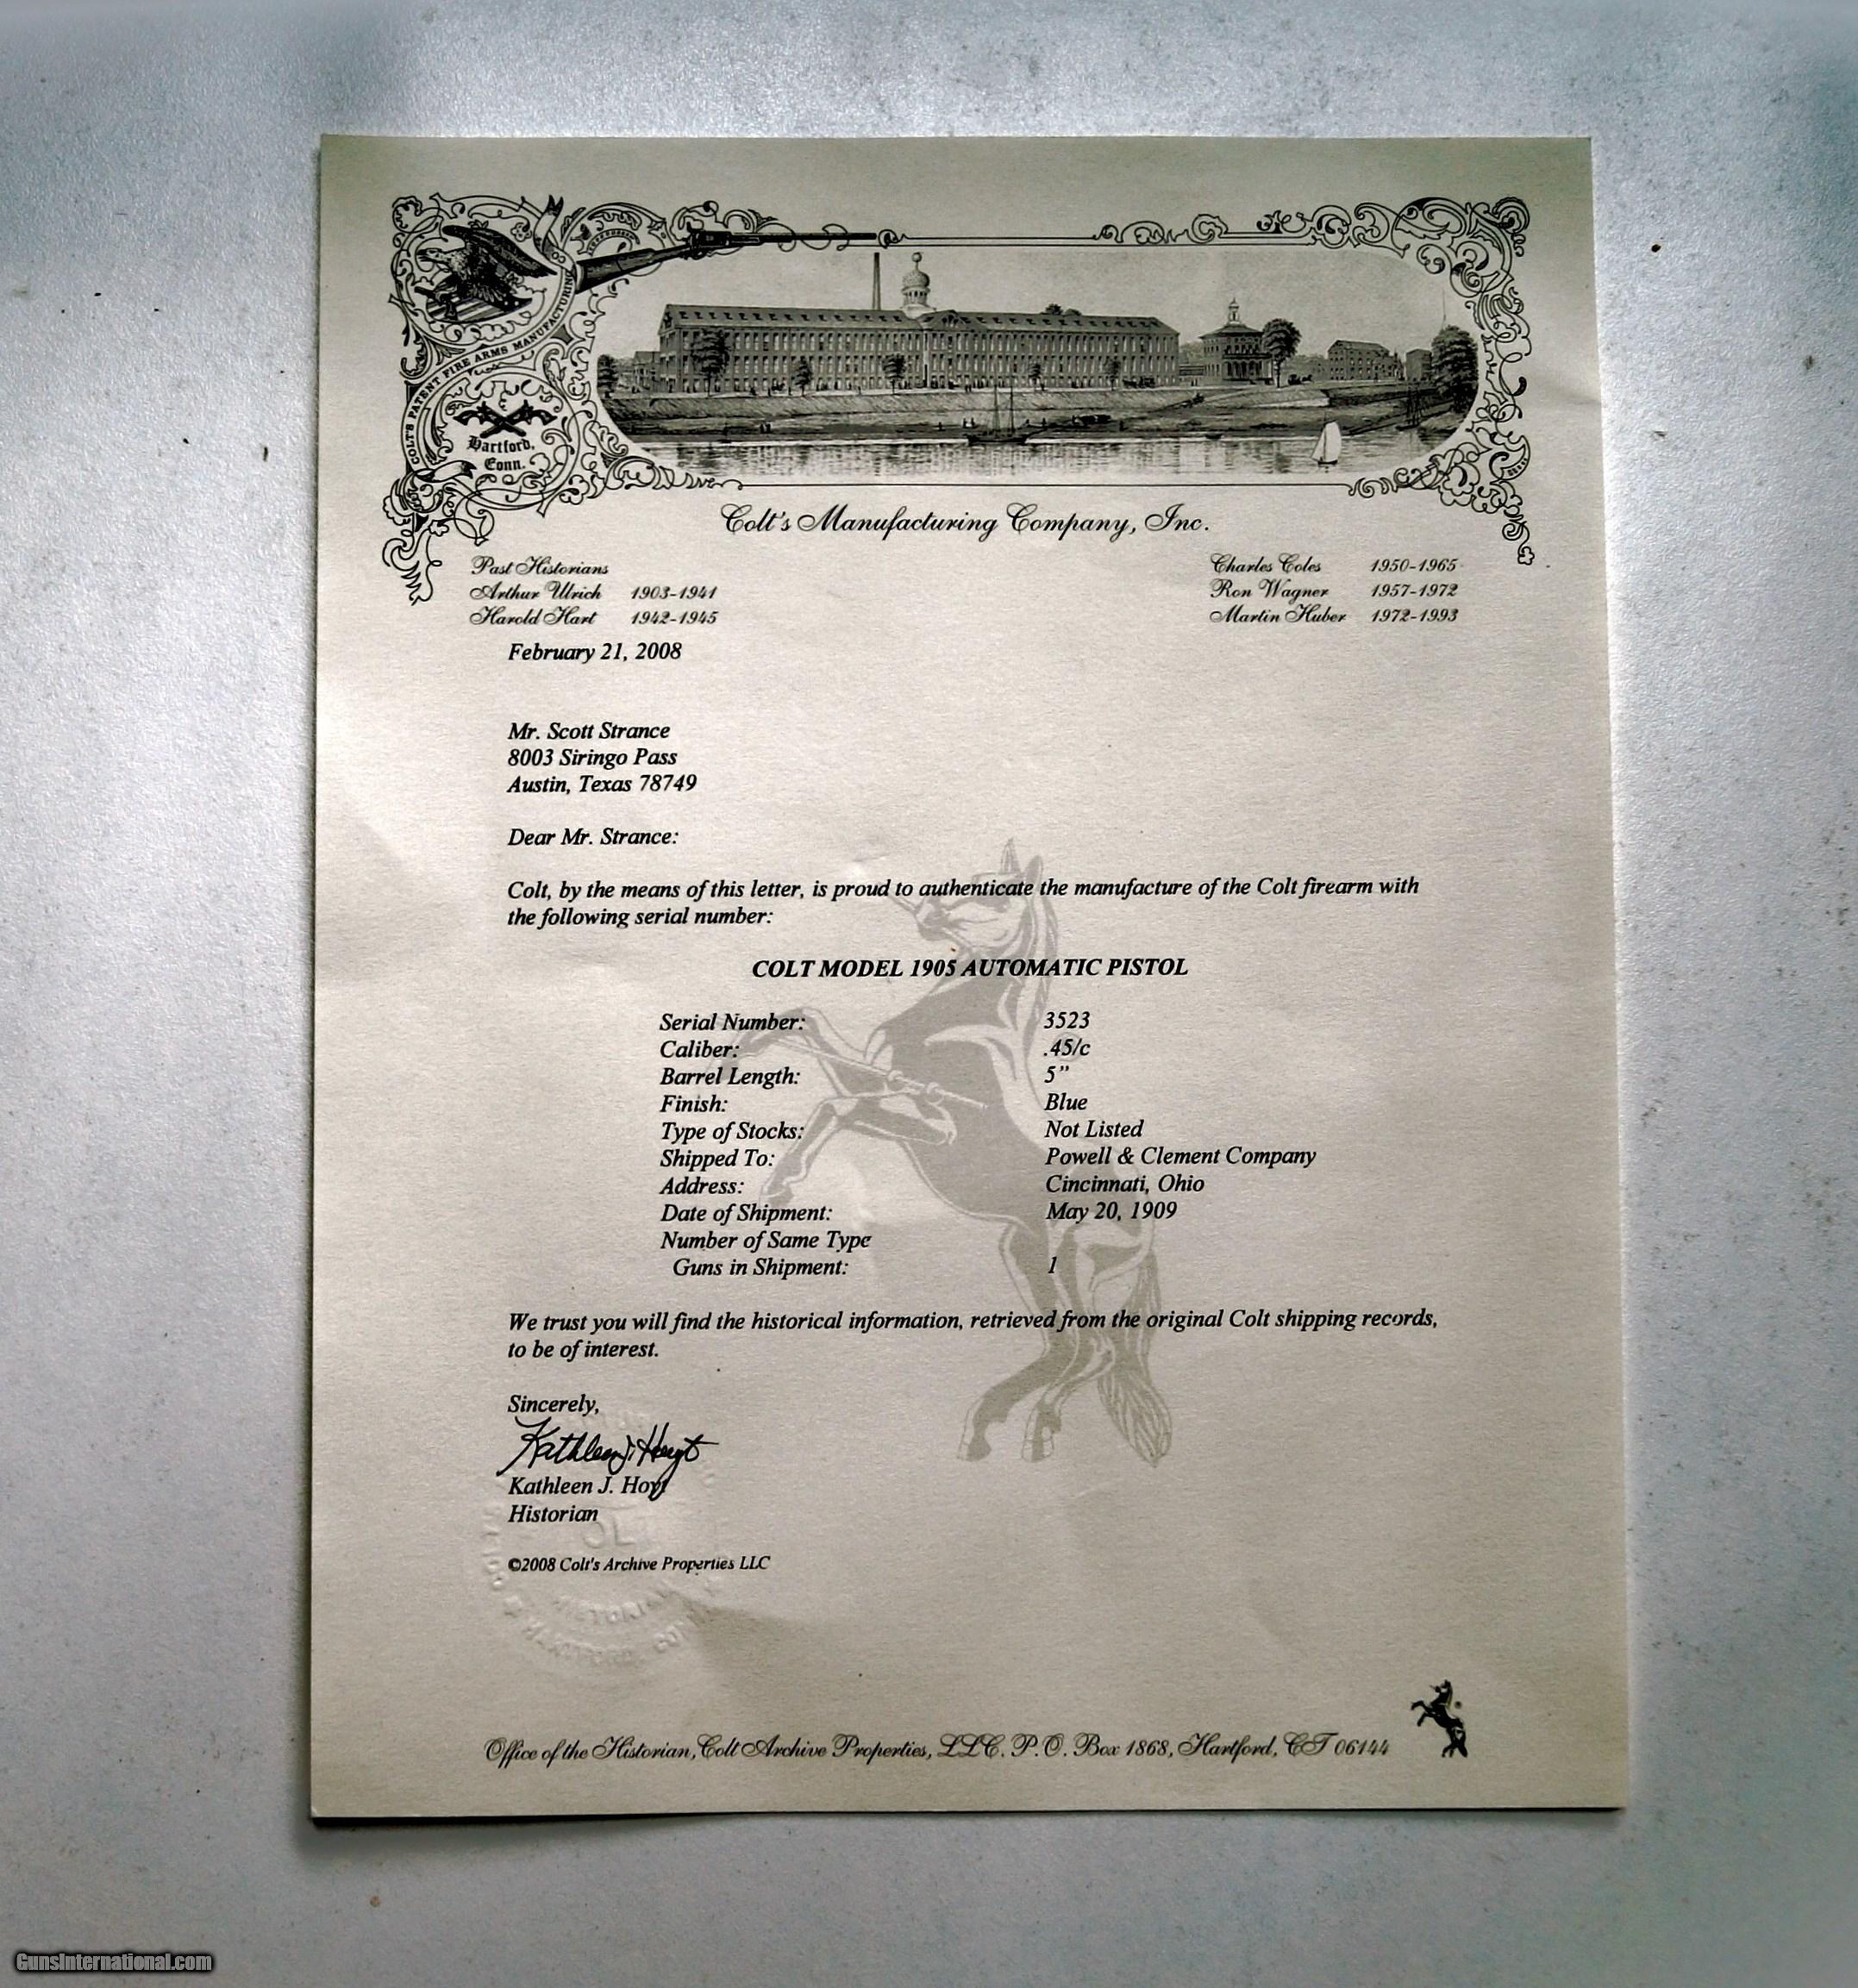 COLT'S PATENT FIRE ARMS MANUFACTURING
Hartford,
Conn.
Colt's Manufacturing Company, Inc.
Past Historians
Arthur Ulrich 1903-1941
Harold Hart 1942-1945
Charles Coles 1950-1965
Ron Wagner 1957-1972
Martin Huber 1972-1993
February 21, 2008
Mr. Scott Strance
8003 Siringo Pass
Austin, Texas 78749
Dear Mr. Strance:
Colt, by the means of this letter, is proud to authenticate the manufacture of the Colt firearm with
the following serial number:
COLT MODEL 1905 AUTOMATIC PISTOL
Serial Number: 3523
Caliber: .45/c
Barrel Length: 5"
Finish: Blue
Type of Stocks: Not Listed
Shipped To: Powell & Clement Company
Address: Cincinnati, Ohio
Date of Shipment: May 20, 1909
Number of Same Type
Guns in Shipment: 1
We trust you will find the historical information, retrieved from the original Colt shipping records,
to be of interest.
Sincerely,
Kathleen J. Hoyt
Kathleen J. Hoyt
Historian
©2008 Colt's Archive Properties LLC
Office of the Historian, Colt Archive Properties, LLC. P.O. Box 1868, Hartford, CT 06144
GunsInternational.com